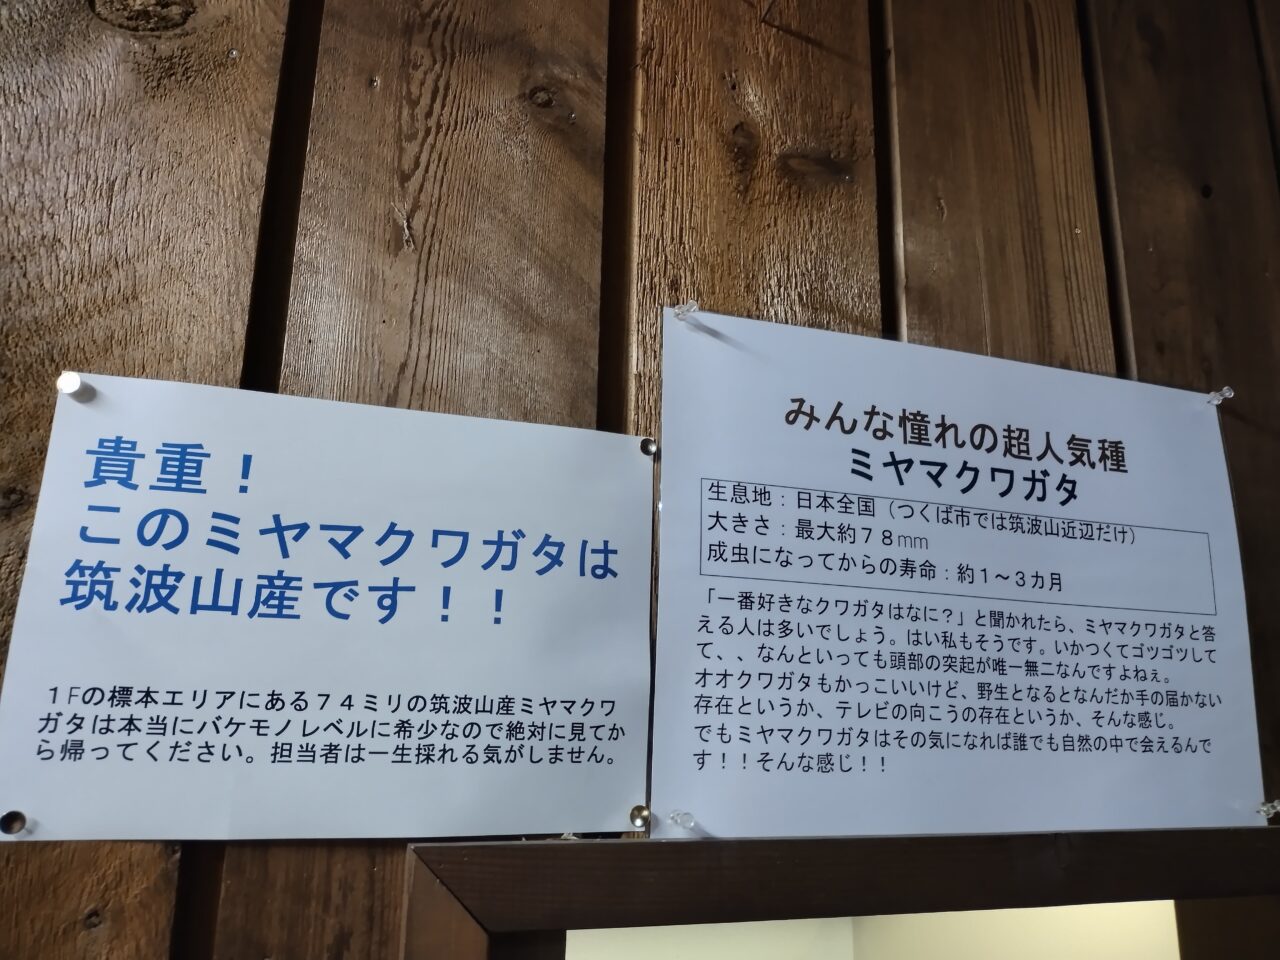 貴重！
このミヤマクワガタは
筑波山産です！！
１Fの標本エリアにある７４ミリの筑波山産ミヤマクワ
ガタは本当にバケモノレベルに希少なので絶対に見てか
ら帰ってください。担当者は一生採れる気がしません。
みんな憧れの超人気種
ミヤマクワガタ
生息地：日本全国（つくば市では筑波山近辺だけ）
大きさ：最大約７８mm
成虫になってからの寿命：約１～３カ月
「一番好きなクワガタはなに？」と聞かれたら、ミヤマクワガタと答
える人は多いでしょう。はい私もそうです。いかつくてゴツゴツして
て、、なんといっても頭部の突起が唯一無二なんですよねぇ。
オオクワガタもかっこいいけど、野生となるとなんだか手の届かない
存在というか、テレビの向こうの存在というか、そんな感じ。
でもミヤマクワガタはその気になれば誰でも自然の中で会えるんで
す！！そんな感じ！！